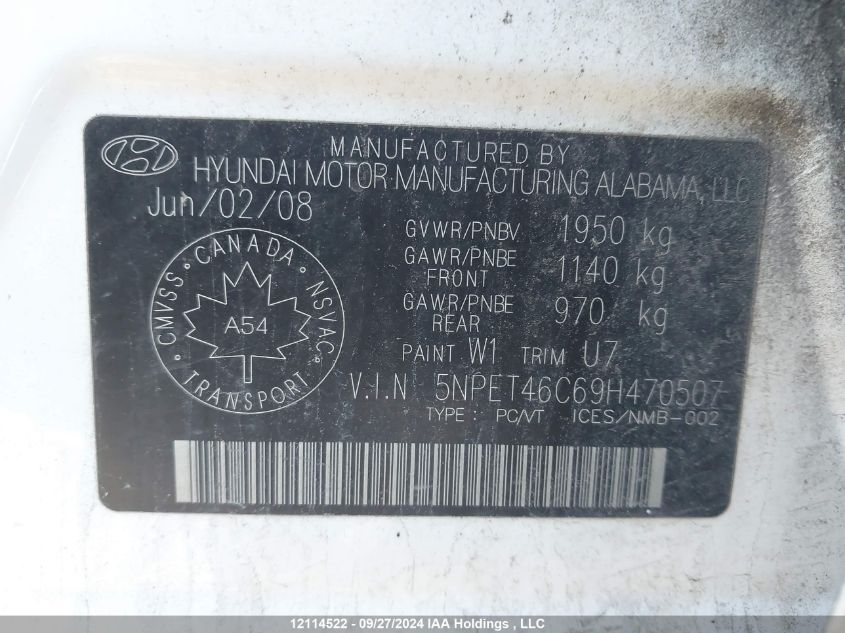 MANUFACTURED BY
HYUNDAI MOTOR MANUFACTURING ALABAMA, LLC
Jun/02/08
GVWR/PNBV 1950 kg
GAWR/PNBE FRONT 1140 kg
GAWR/PNBE REAR 970 kg
CANADA
CMVSS
NSVAC
A54
TRANSPORT
PAINT W1 TRIM U7
V.I.N 5NPET46C69H470507
TYPE: PC/VT ICES/NMB-002
12114522 - 09/27/2024 IAA Holdings , LLC